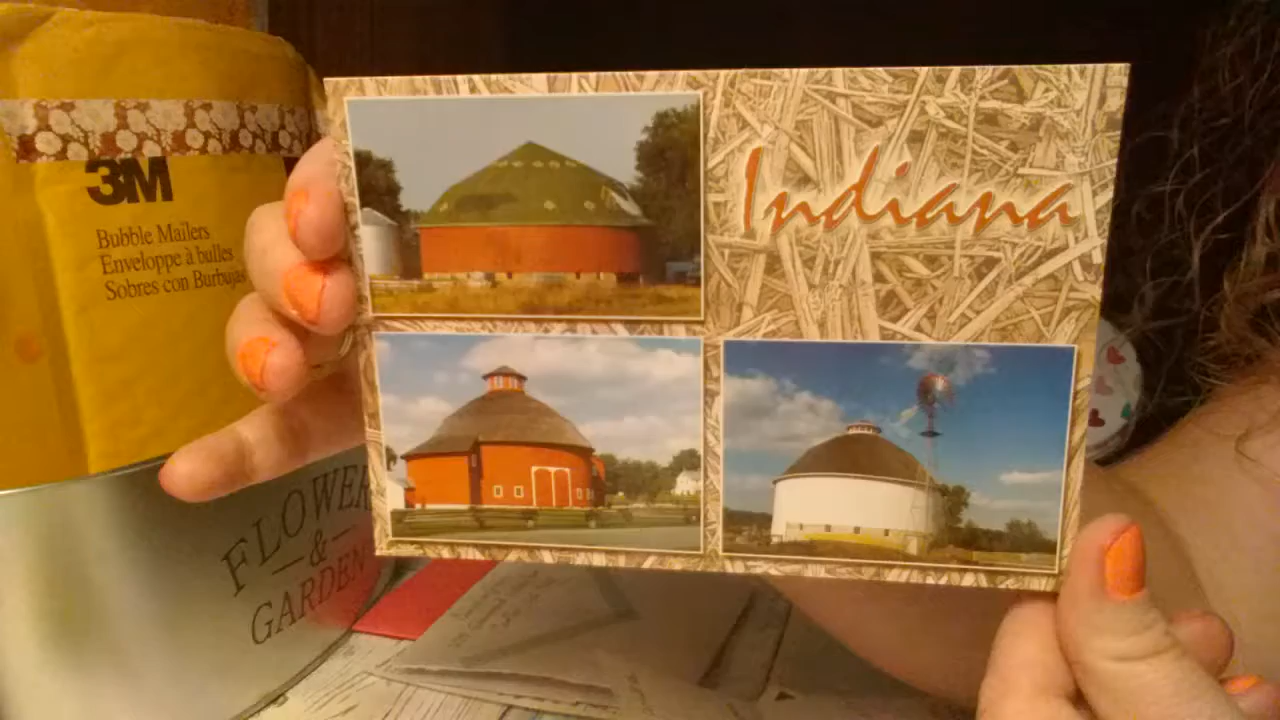 3M
Bubble Mailers
Enveloppe à bulles
Sobres con Burbujas
Indiana
FLOWER
&
GARDEN